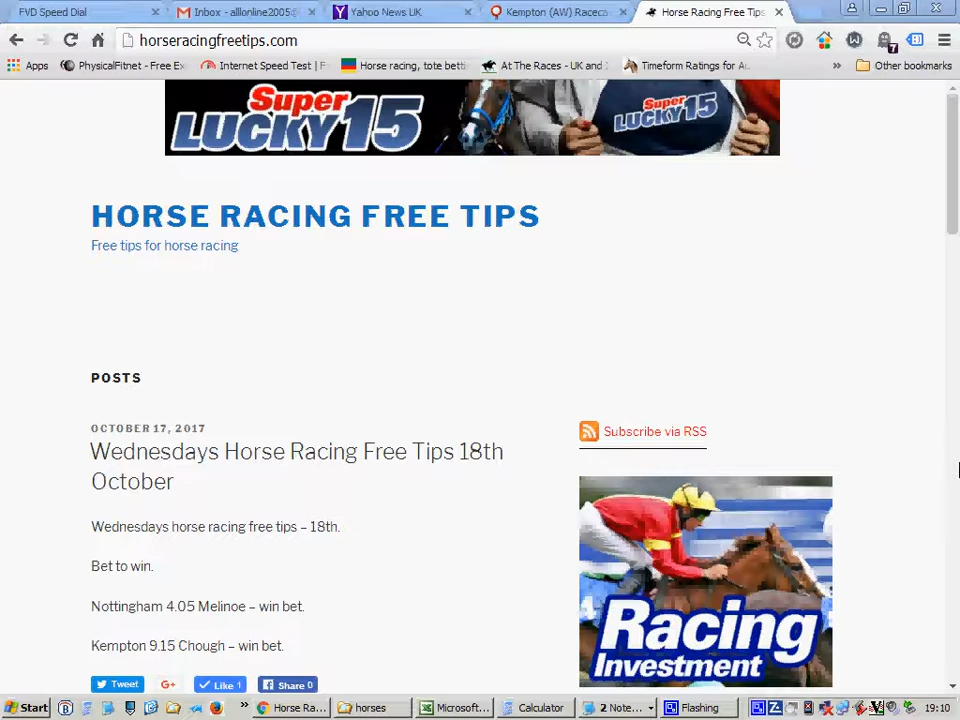 FVD Speed Dial
Inbox - alllonline2005@
Yahoo News UK
Kempton (AW) Raceca
Horse Racing Free Tips
horseracingfreetips.com
7
Apps
PhysicalFitnet - Free Ex
Internet Speed Test | F
Horse racing, tote betti
At The Races - UK and
Timeform Ratings for Au
»
Other bookmarks
Super
LUCKY15
Super
LUCKY15
HORSE RACING FREE TIPS
Free tips for horse racing
POSTS
OCTOBER 17, 2017
Wednesdays Horse Racing Free Tips 18th
October
Subscribe via RSS
Wednesdays horse racing free tips – 18th.
Bet to win.
Nottingham 4.05 Melinoe – win bet.
Kempton 9.15 Chough – win bet.
Racing
Investment
Tweet
G+
Like 1
Share 0
Start
»
Horse Ra...
horses
Microsoft...
Calculator
2 Note...
Flashing
19:10